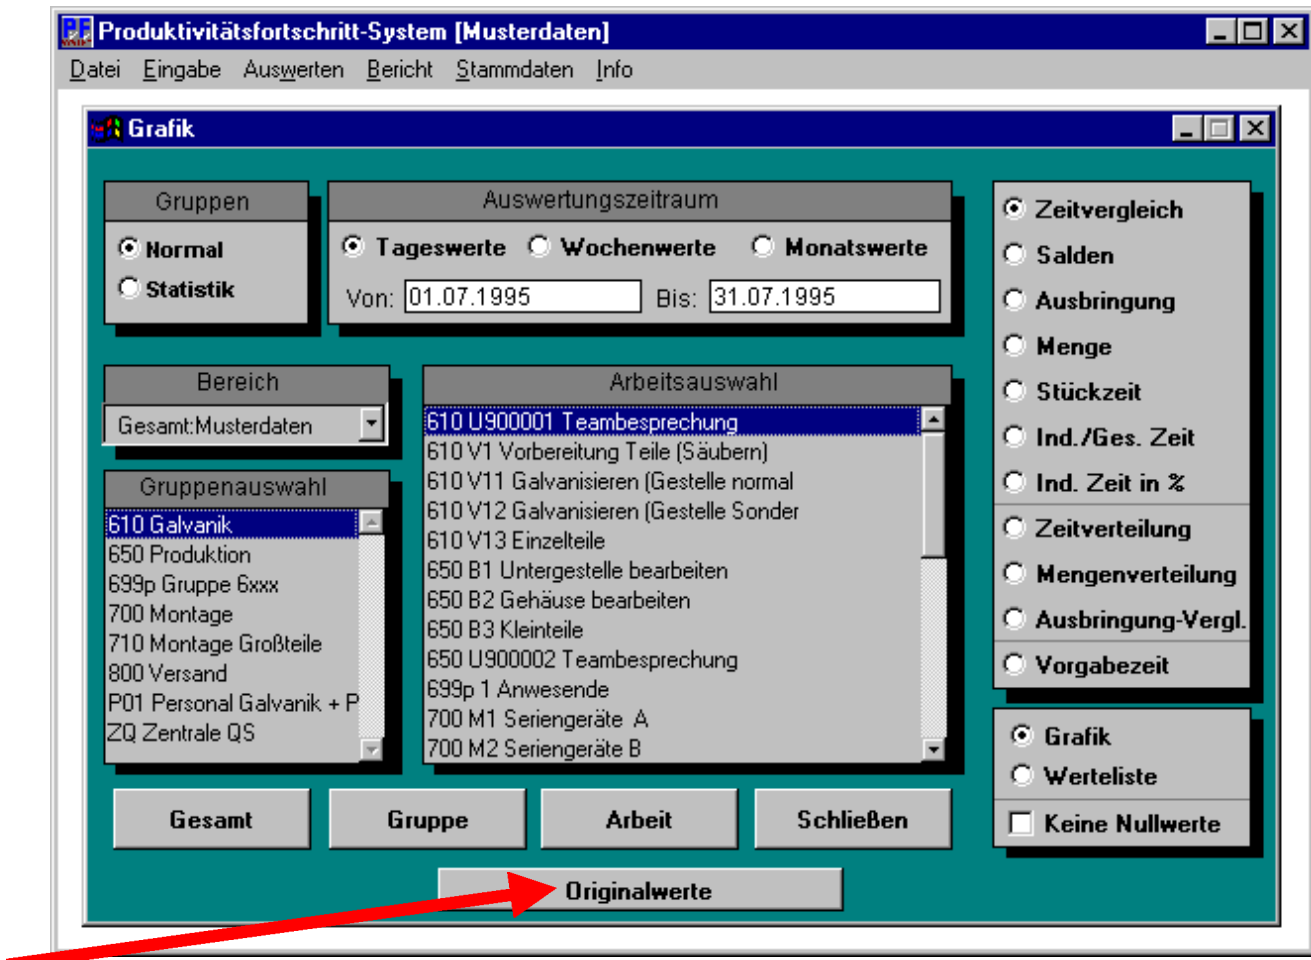 Produktivitätsfortschritt-System [Musterdaten]
Datei Eingabe Auswerten Bericht Stammdaten Info
Grafik
Gruppen
Normal
Statistik
Auswertungszeitraum
Tageswerte Wochenwerte Monatswerte
Von: 01.07.1995 Bis: 31.07.1995
Bereich
Gesamt:Musterdaten
Gruppenauswahl
610 Galvanik
650 Produktion
699p Gruppe 6xxx
700 Montage
710 Montage Großteile
800 Versand
P01 Personal Galvanik + P
ZQ Zentrale QS
Arbeitsauswahl
610 U900001 Teambesprechung
610 V1 Vorbereitung Teile (Säubern)
610 V11 Galvanisieren (Gestelle normal
610 V12 Galvanisieren (Gestelle Sonder
610 V13 Einzelteile
650 B1 Untergestelle bearbeiten
650 B2 Gehäuse bearbeiten
650 B3 Kleinteile
650 U900002 Teambesprechung
699p 1 Anwesende
700 M1 Seriengeräte A
700 M2 Seriengeräte B
Zeitvergleich
Salden
Ausbringung
Menge
Stückzeit
Ind./Ges. Zeit
Ind. Zeit in %
Zeitverteilung
Mengenverteilung
Ausbringung-Vergl.
Vorgabezeit
Grafik
Werteliste
Keine Nullwerte
Gesamt Gruppe Arbeit Schließen
Originalwerte